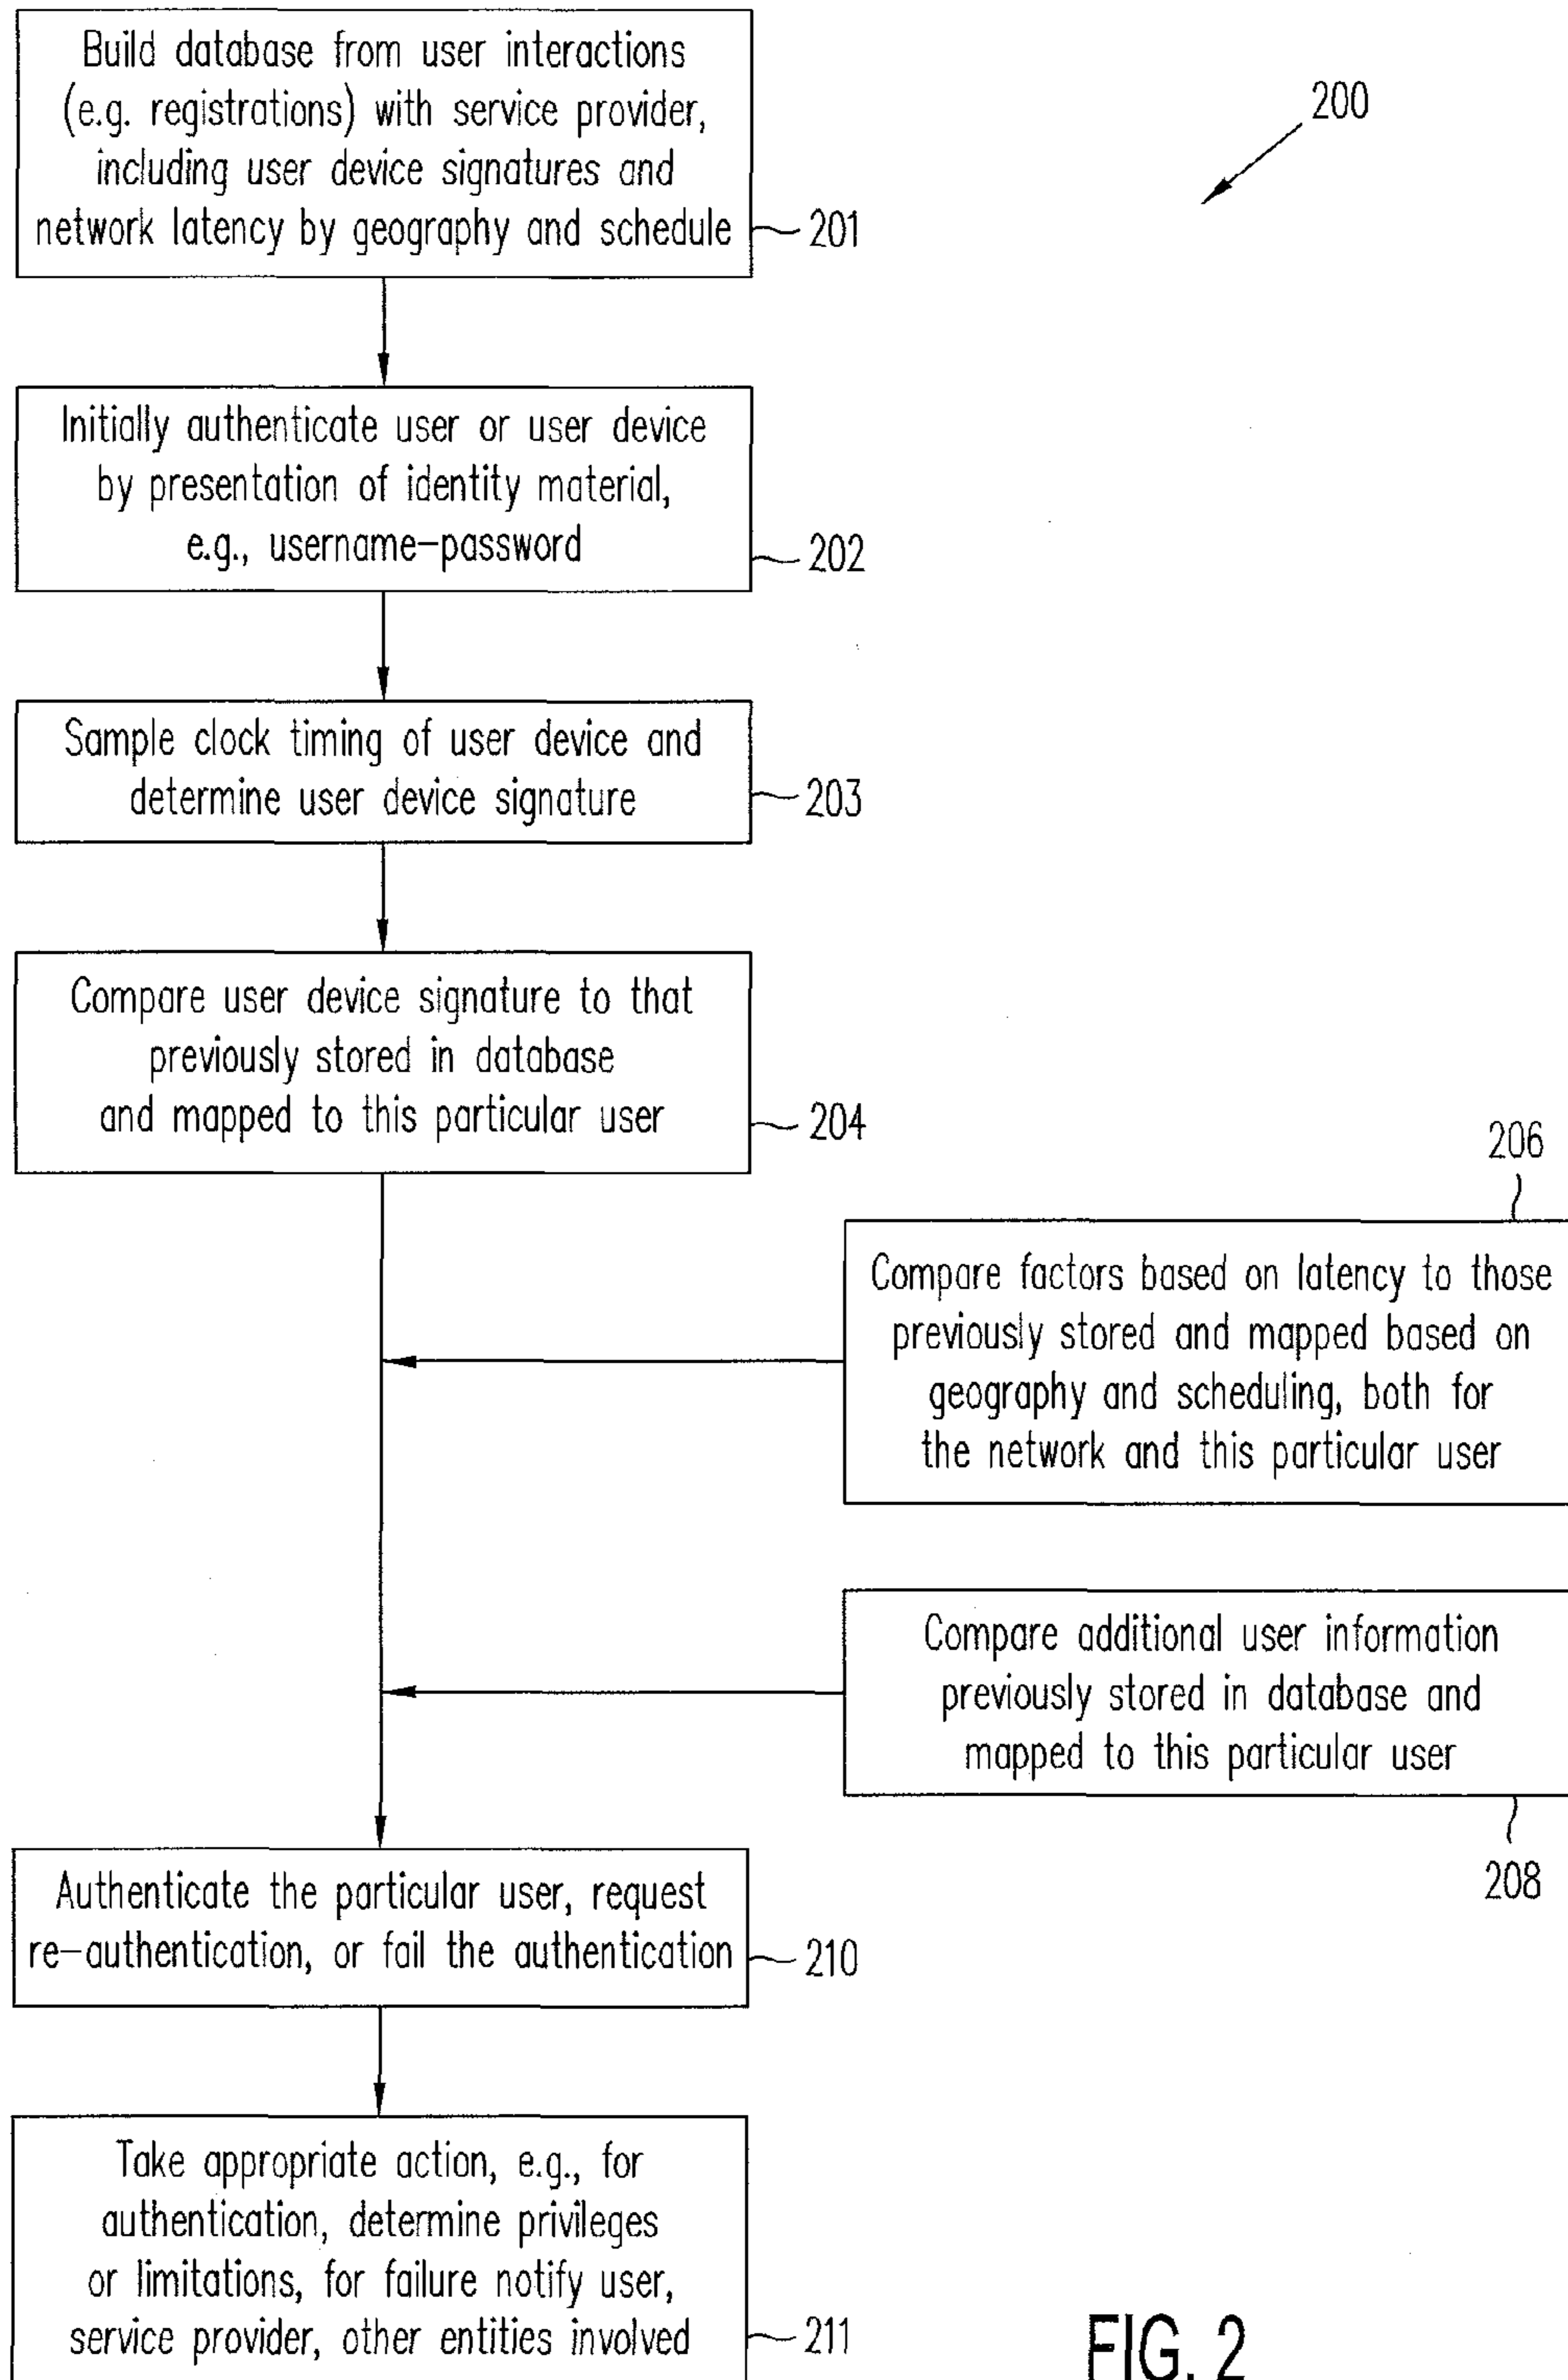 Build database from user interactions
(e.g. registrations) with service provider,
including user device signatures and
network latency by geography and schedule
201
200
Initially authenticate user or user device
by presentation of identity material,
e.g., username-password
202
Sample clock timing of user device and
determine user device signature
203
Compare user device signature to that
previously stored in database
and mapped to this particular user
204
206
Compare factors based on latency to those
previously stored and mapped based on
geography and scheduling, both for
the network and this particular user
Compare additional user information
previously stored in database and
mapped to this particular user
208
Authenticate the particular user, request
re-authentication, or fail the authentication
210
Take appropriate action, e.g., for
authentication, determine privileges
or limitations, for failure notify user,
service provider, other entities involved
211
FIG. 2